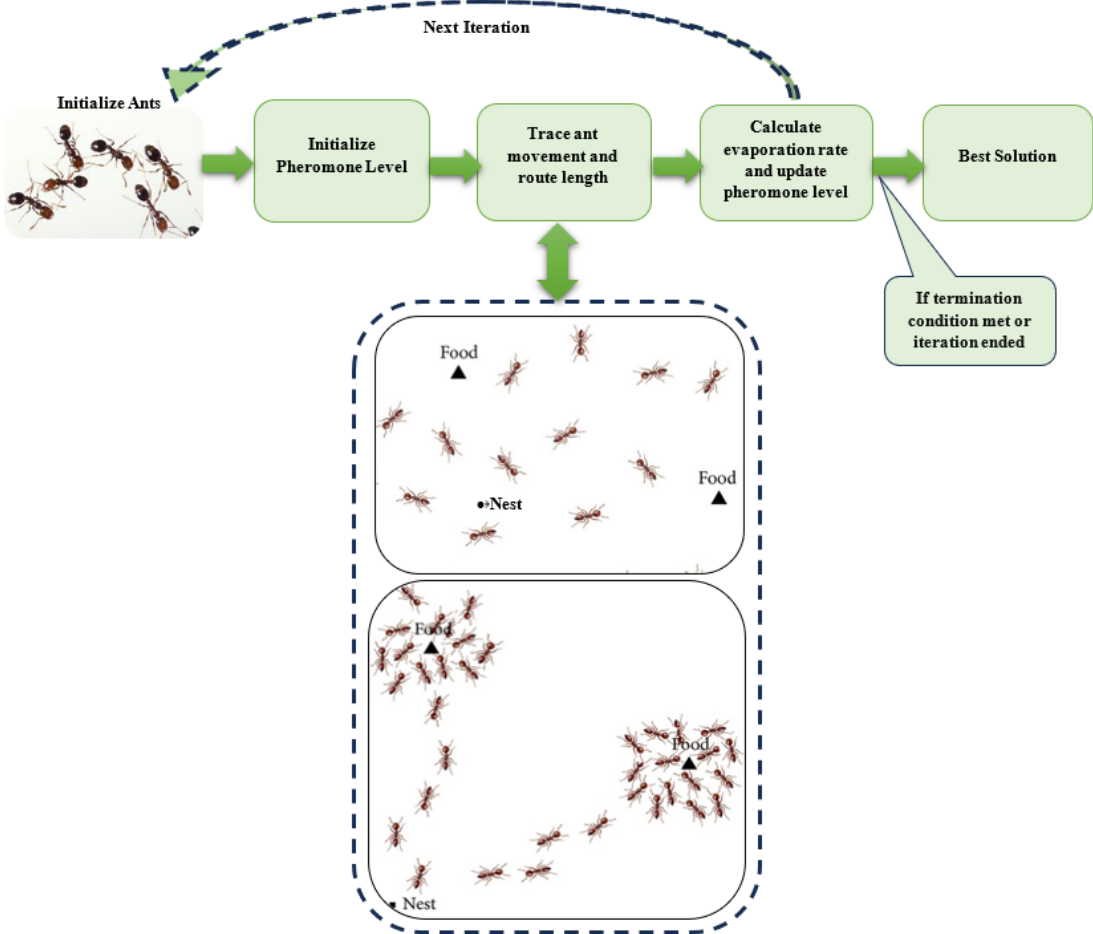 Next Iteration
Initialize Ants
Initialize
Pheromone Level
Trace ant
movement and
route length
Calculate
evaporation rate
and update
pheromone level
Best Solution
If termination
condition met or
iteration ended
Food
Food
Nest
Food
Food
Nest